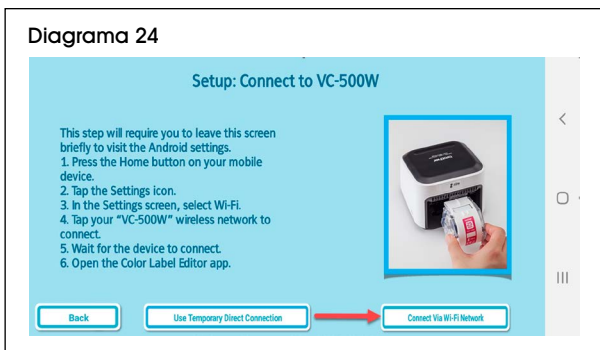 Diagrama 24
Setup: Connect to VC-500W
This step will require you to leave this screen
briefly to visit the Android settings.
1. Press the Home button on your mobile
device.
2. Tap the Settings icon.
3. In the Settings screen, select Wi-Fi.
4. Tap your “VC-500W” wireless network to
connect.
5. Wait for the device to connect.
6. Open the Color Label Editor app.
Back
Use Temporary Direct Connection
Connect Via Wi-Fi Network